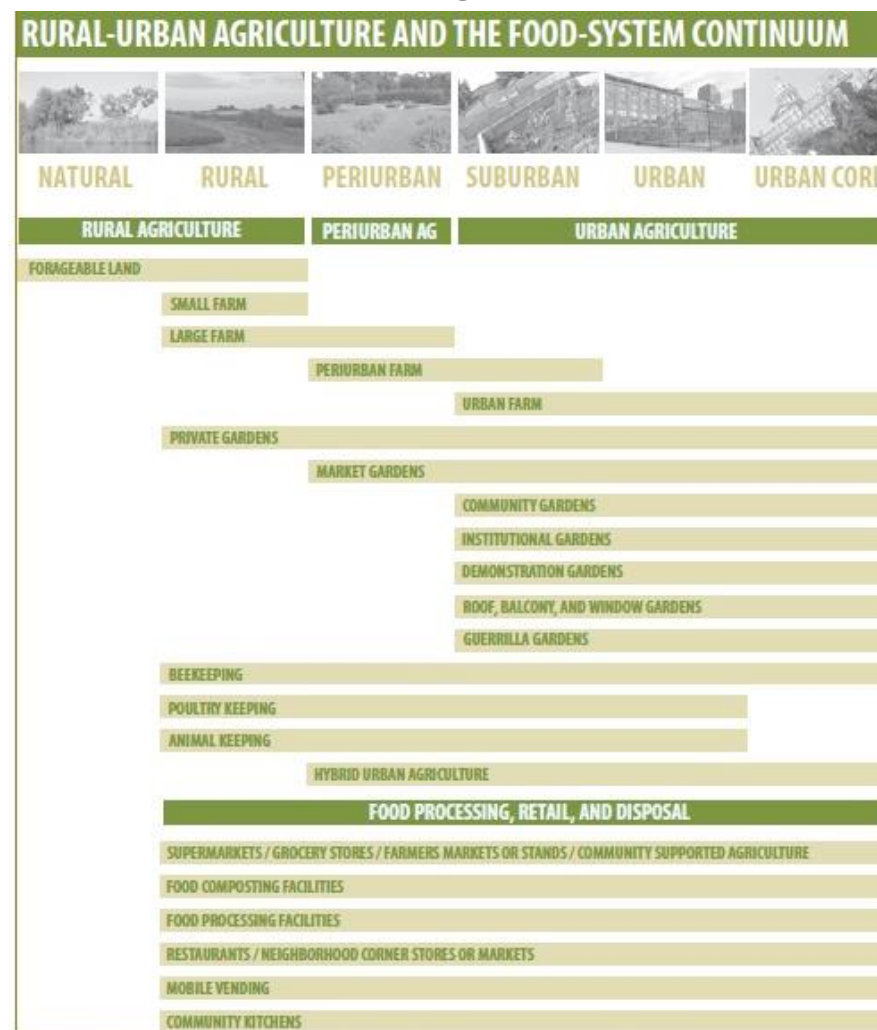 RURAL-URBAN AGRICULTURE AND THE FOOD-SYSTEM CONTINUUM
NATURAL RURAL PERIURBAN SUBURBAN URBAN URBAN COR
RURAL AGRICULTURE PERIURBAN AG URBAN AGRICULTURE
FORAGEABLE LAND
SMALL FARM
LARGE FARM
PERIURBAN FARM
URBAN FARM
PRIVATE GARDENS
MARKET GARDENS
COMMUNITY GARDENS
INSTITUTIONAL GARDENS
DEMONSTRATION GARDENS
ROOF, BALCONY, AND WINDOW GARDENS
GUERRILLA GARDENS
BEEKEEPING
POULTRY KEEPING
ANIMAL KEEPING
HYBRID URBAN AGRICULTURE
FOOD PROCESSING, RETAIL, AND DISPOSAL
SUPERMARKETS / GROCERY STORES / FARMERS MARKETS OR STANDS / COMMUNITY SUPPORTED AGRICULTURE
FOOD COMPOSTING FACILITIES
FOOD PROCESSING FACILITIES
RESTAURANTS / NEIGHBORHOOD CORNER STORES OR MARKETS
MOBILE VENDING
COMMUNITY KITCHENS